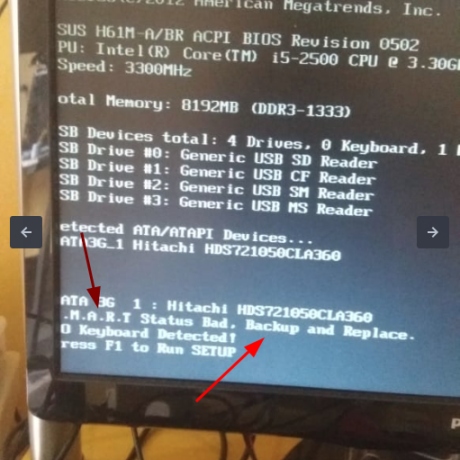 2012 American Megatrends, Inc.
SUS H61M-A/BR ACPI BIOS Revision 0502
PU: Intel(R) Core(TM) i5-2500 CPU @ 3.30G
Speed: 3300MHz
otal Memory: 8192MB (DDR3-1333)
SB Devices total: 4 Drives, 0 Keyboard, 1
SB Drive #0: Generic USB SD Reader
SB Drive #1: Generic USB CF Reader
SB Drive #2: Generic USB SM Reader
SB Drive #3: Generic USB MS Reader
etected ATA/ATAPI Devices...
ATA3G_1 Hitachi HDS721050CLA360
ATA 3G 1 : Hitachi HDS721050CLA360
.M.A.R.T Status Bad, Backup and Replace.
O Keyboard Detected!
ress F1 to Run SETUP